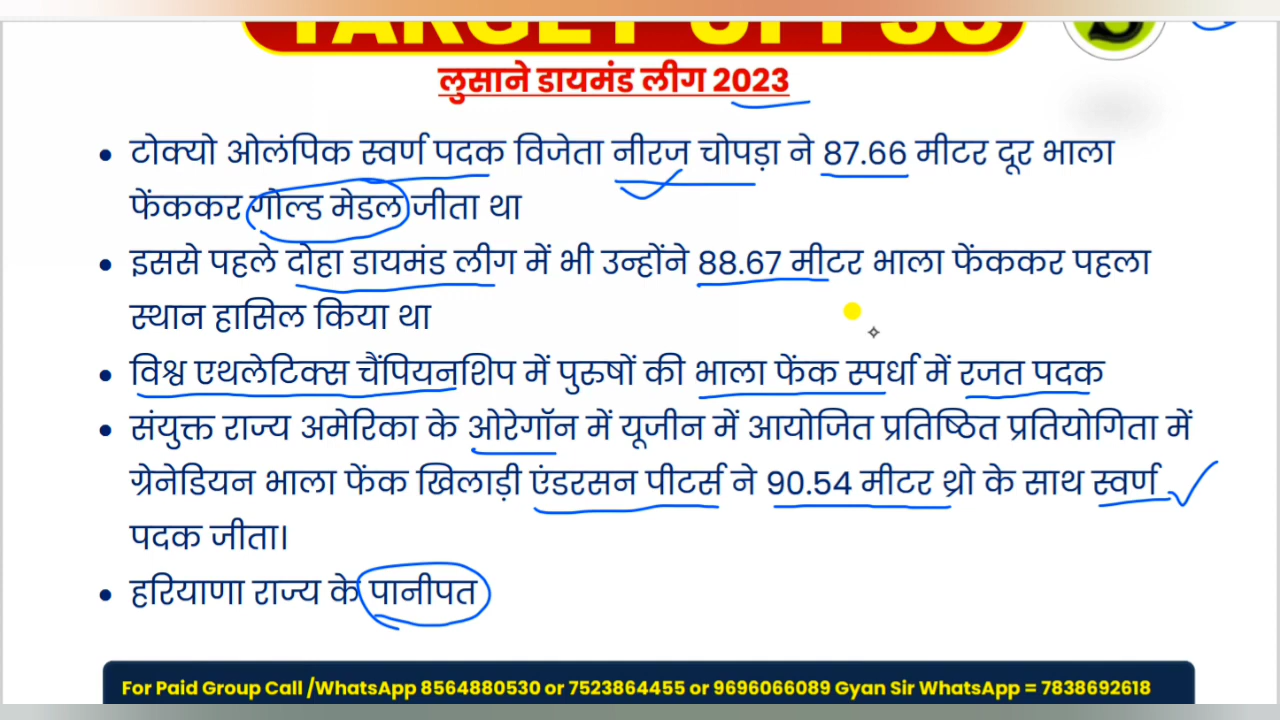 TARGET UPPSC
लुसाने डायमंड लीग 2023
• टोक्यो ओलंपिक स्वर्ण पदक विजेता नीरज चोपड़ा ने 87.66 मीटर दूर भाला
फेंककर गोल्ड मेडल जीता था
• इससे पहले दोहा डायमंड लीग में भी उन्होंने 88.67 मीटर भाला फेंककर पहला
स्थान हासिल किया था
• विश्व एथलेटिक्स चैंपियनशिप में पुरुषों की भाला फेंक स्पर्धा में रजत पदक
• संयुक्त राज्य अमेरिका के ओरेगॉन में यूजीन में आयोजित प्रतिष्ठित प्रतियोगिता में
ग्रेनेडियन भाला फेंक खिलाड़ी एंडरसन पीटर्स ने 90.54 मीटर थ्रो के साथ स्वर्ण
पदक जीता।
• हरियाणा राज्य के पानीपत
For Paid Group Call /WhatsApp 8564880530 or 7523864455 or 9696066089 Gyan Sir WhatsApp = 7838692618